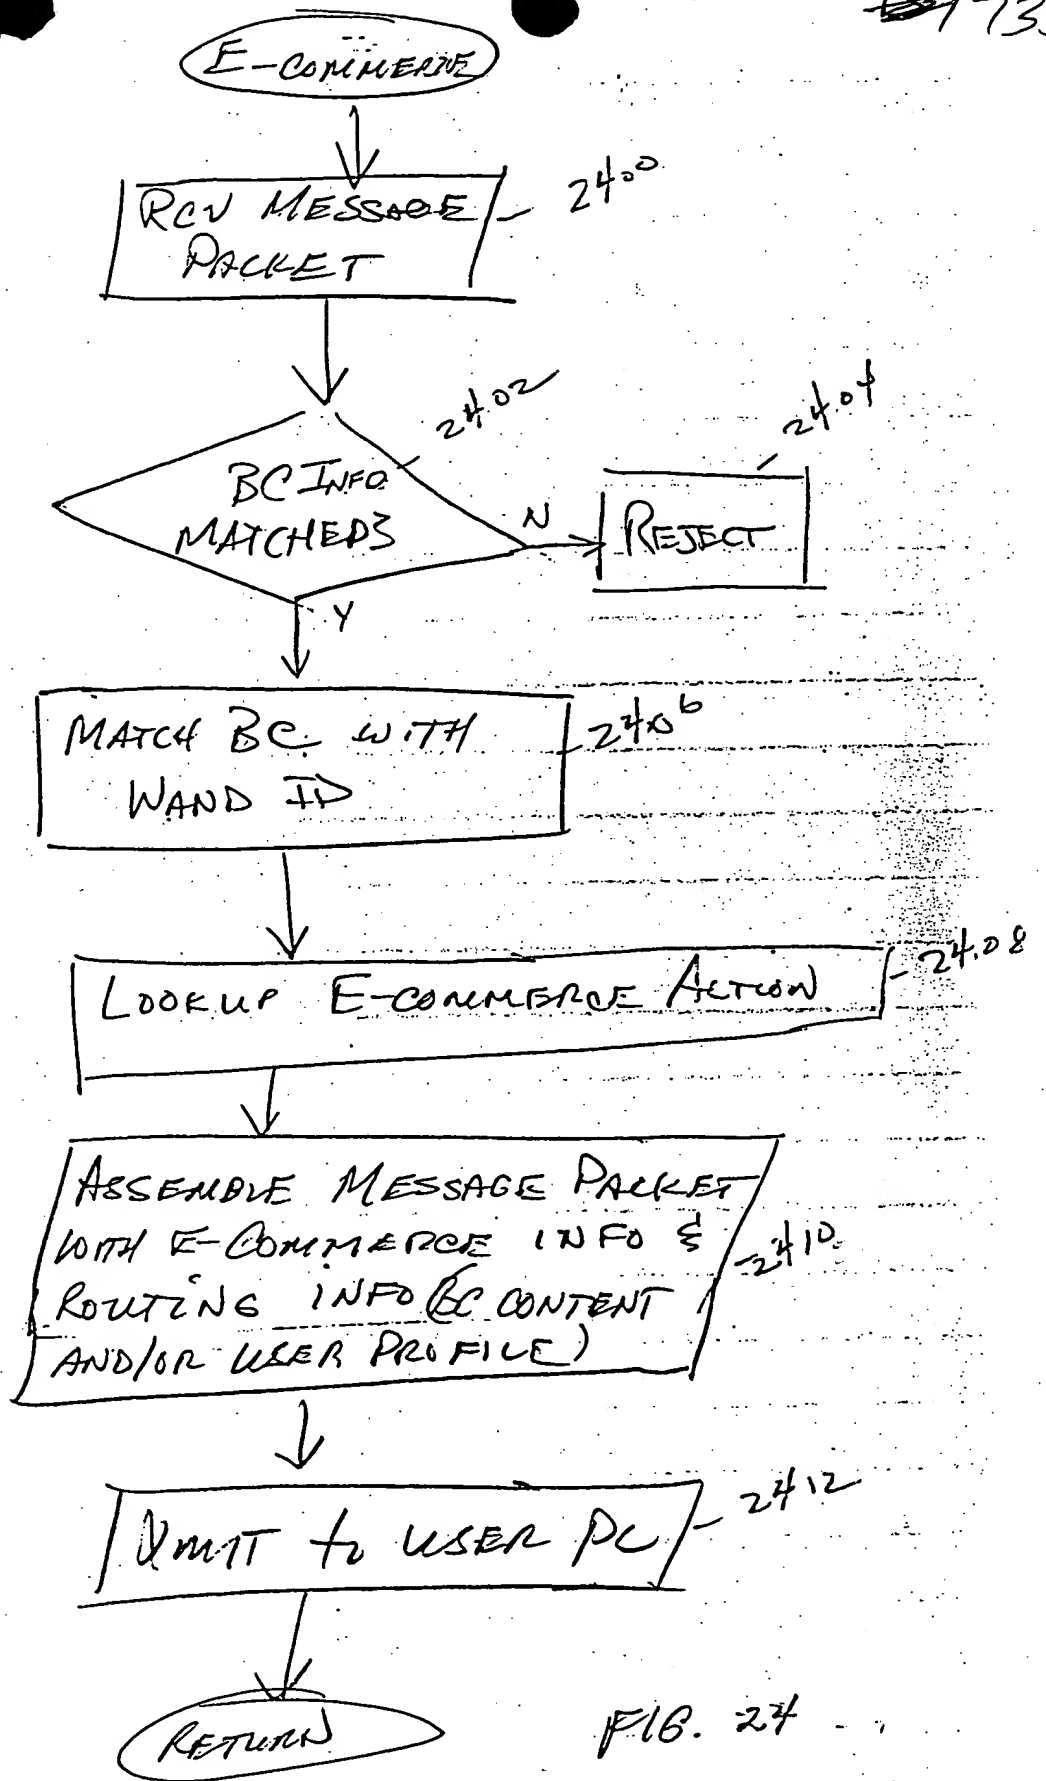 E-COMMERCE
RCV MESSAGE
PACKET
2400
BC INFO
MATCHED?
2402
N
REJECT
2404
Y
MATCH BC WITH
WAND ID
2406
LOOKUP E-COMMERCE ACTION
2408
ASSEMBLE MESSAGE PACKET
WITH E-COMMERCE INFO &
ROUTING INFO (BC CONTENT
AND/OR USER PROFILE)
2410
XMIT to USER PC
2412
RETURN
FIG. 24